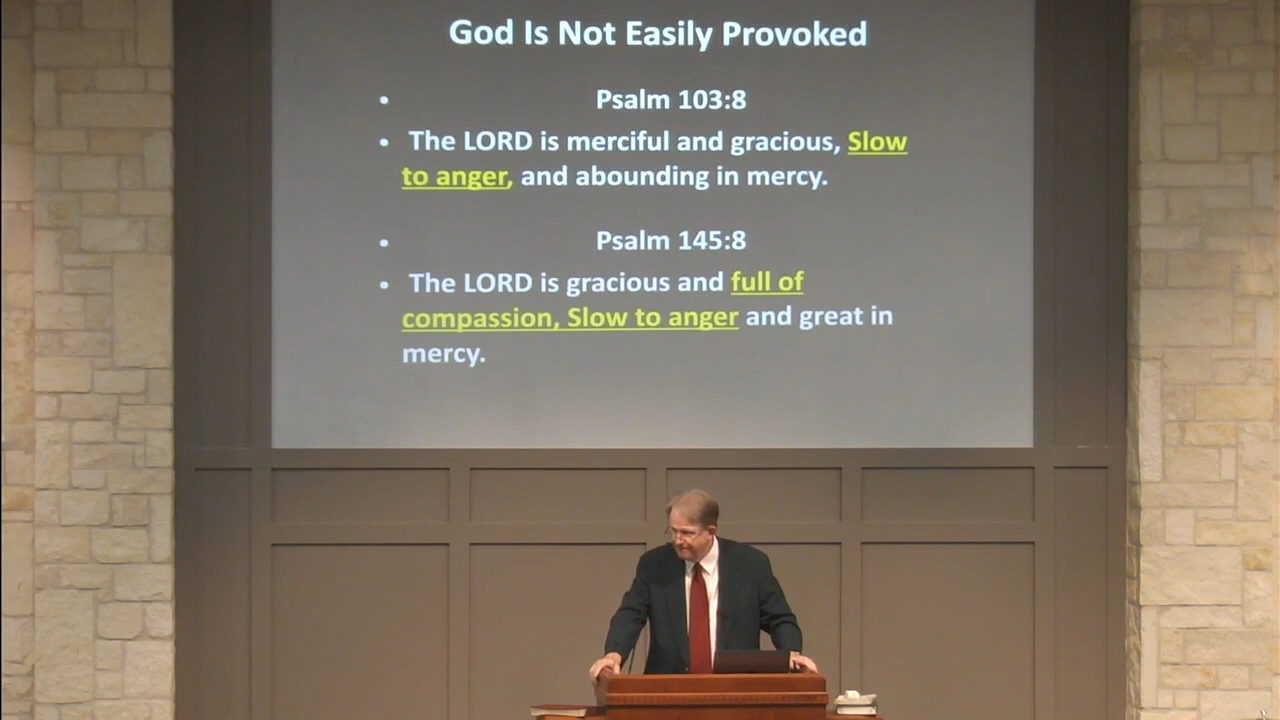 God Is Not Easily Provoked
• Psalm 103:8
• The LORD is merciful and gracious, Slow
to anger, and abounding in mercy.
• Psalm 145:8
• The LORD is gracious and full of
compassion, Slow to anger and great in
mercy.